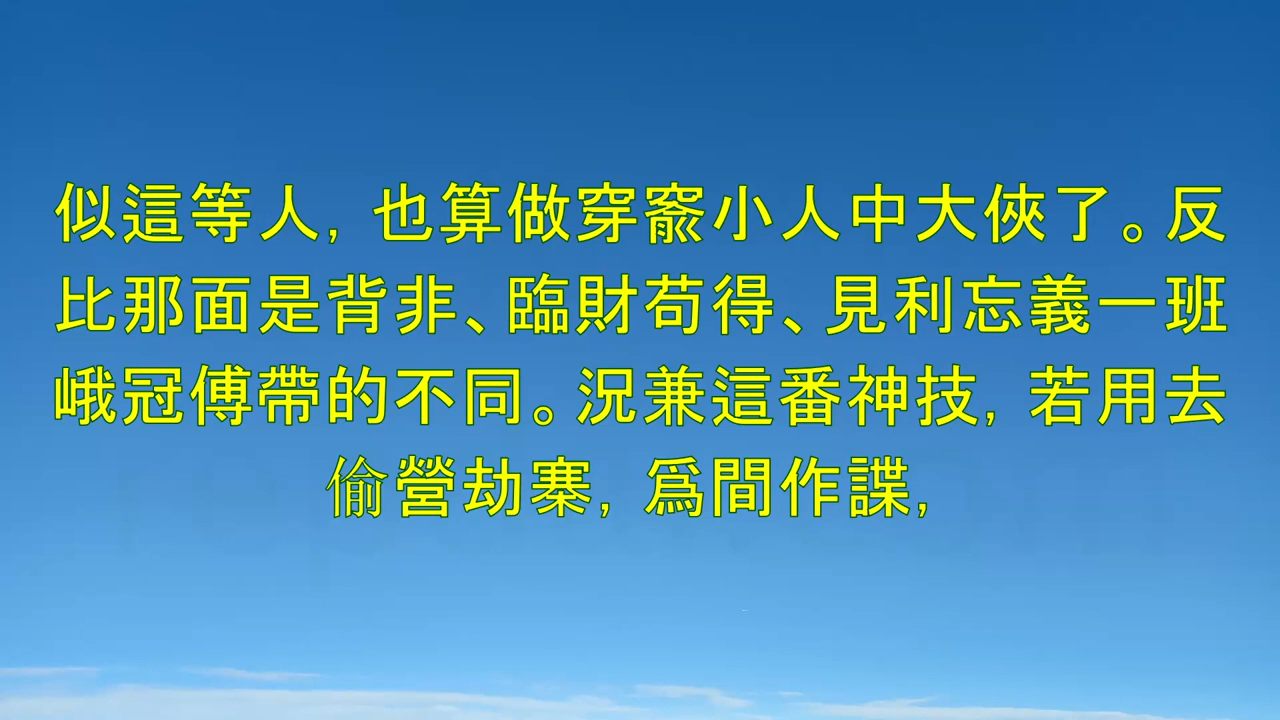 似這等人，也算做穿窬小人中大俠了。反
比那面是背非、臨財苟得、見利忘義一班
峨冠傅帶的不同。況兼這番神技，若用去
偷營劫寨，爲間作諜，